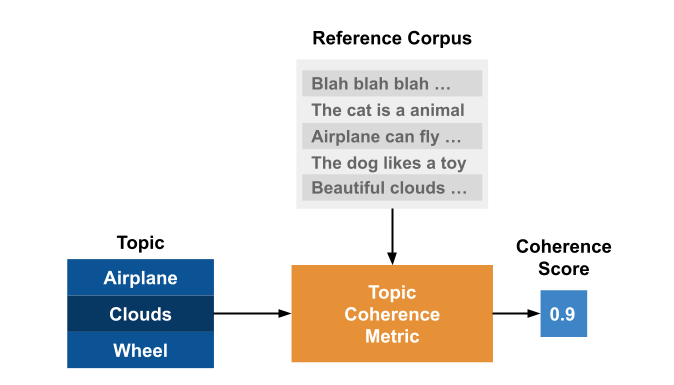 Reference Corpus
Blah blah blah …
The cat is a animal
Airplane can fly …
The dog likes a toy
Beautiful clouds …
Topic
Airplane
Clouds
Wheel
Topic
Coherence
Metric
Coherence
Score
0.9